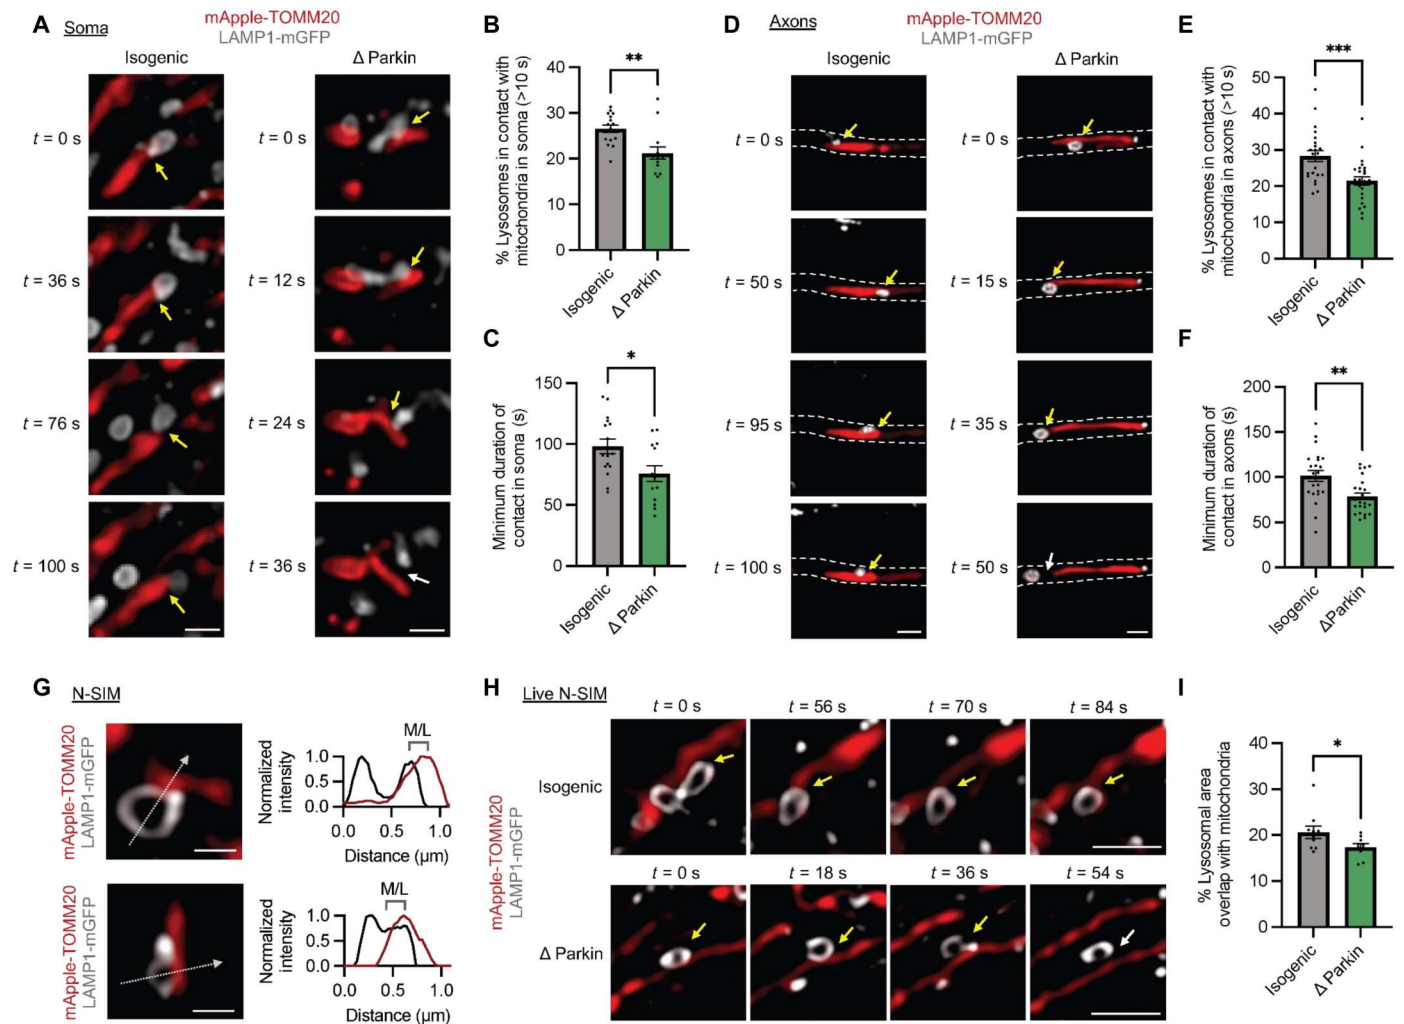 A Soma
mApple-TOMM20
LAMP1-mGFP
Isogenic
Δ Parkin
t = 0 s
t = 36 s
t = 76 s
t = 100 s
t = 0 s
t = 12 s
t = 24 s
t = 36 s
B
% Lysosomes in contact with
mitochondria in soma (>10 s)
**
40
30
20
10
0
Isogenic
Δ Parkin
C
Minimum duration of
contact in soma (s)
*
150
100
50
0
Isogenic
Δ Parkin
D Axons
mApple-TOMM20
LAMP1-mGFP
Isogenic
Δ Parkin
t = 0 s
t = 50 s
t = 95 s
t = 100 s
t = 0 s
t = 15 s
t = 35 s
t = 50 s
E
% Lysosomes in contact with
mitochondria in axons (>10 s)
***
50
40
30
20
10
0
Isogenic
Δ Parkin
F
Minimum duration of
contact in axons (s)
**
200
150
100
50
0
Isogenic
ΔParkin
G N-SIM
mApple-TOMM20
LAMP1-mGFP
Normalized
intensity
M/L
1.0
0.5
0.0
0.0 0.5 1.0
Distance (μm)
mApple-TOMM20
LAMP1-mGFP
Normalized
intensity
M/L
1.0
0.5
0.0
0.0 0.5 1.0
Distance (μm)
H Live N-SIM
mApple-TOMM20
LAMP1-mGFP
t = 0 s t = 56 s t = 70 s t = 84 s
Isogenic
t = 0 s t = 18 s t = 36 s t = 54 s
Δ Parkin
I
% Lysosomal area
overlap with mitochondria
*
40
30
20
10
0
Isogenic
Δ Parkin